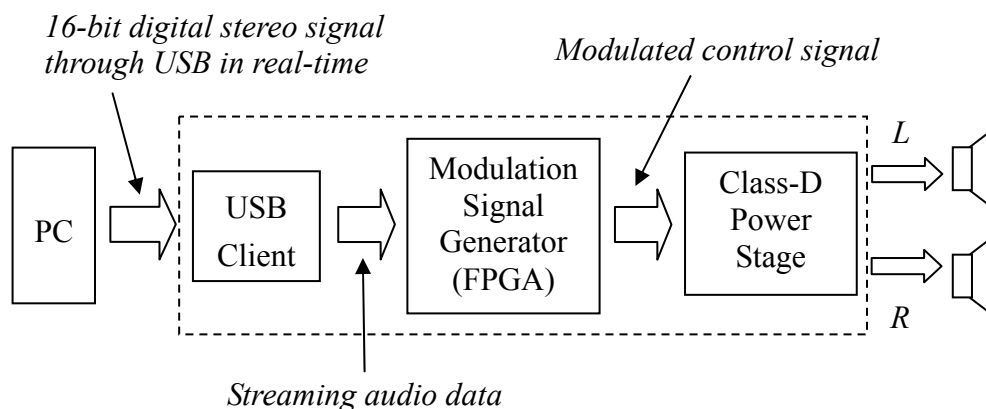 16-bit digital stereo signal
through USB in real-time
Modulated control signal
PC
USB
Client
Modulation
Signal
Generator
(FPGA)
Class-D
Power
Stage
L
R
Streaming audio data